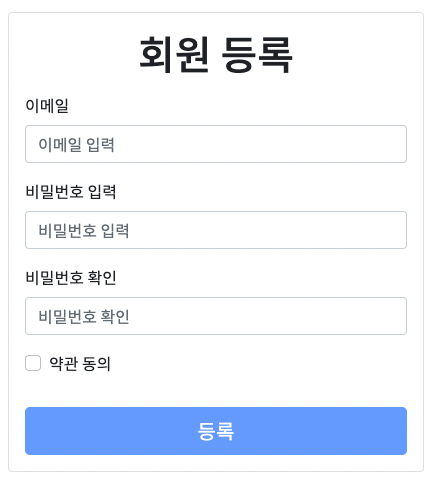 회원 등록
이메일
이메일 입력
비밀번호 입력
비밀번호 입력
비밀번호 확인
비밀번호 확인
약관 동의
등록